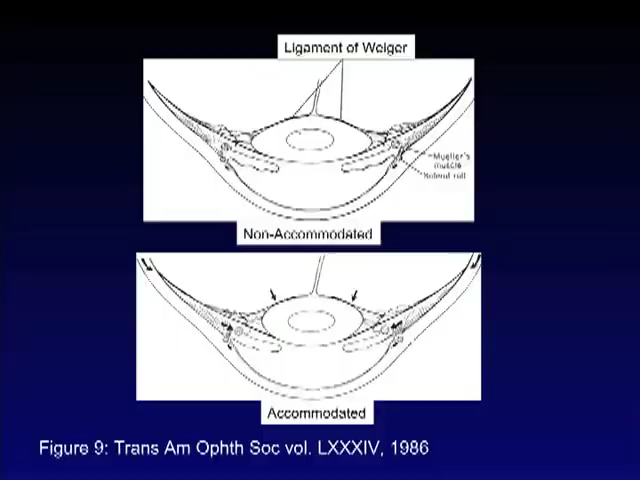 Ligament of Weiger
Mueller's
muscle
Non-Accommodated
Accommodated
Figure 9: Trans Am Ophth Soc vol. LXXXIV, 1986